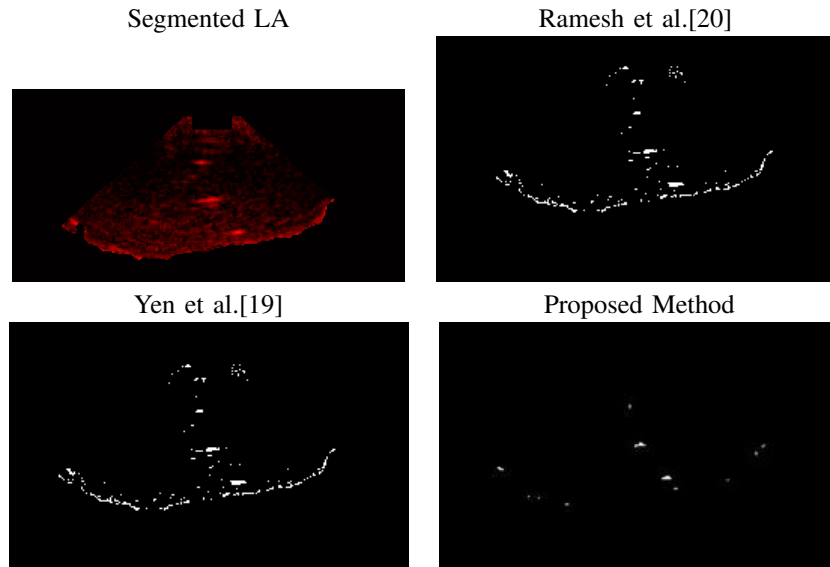 Segmented LA
Ramesh et al.[20]
Yen et al.[19]
Proposed Method